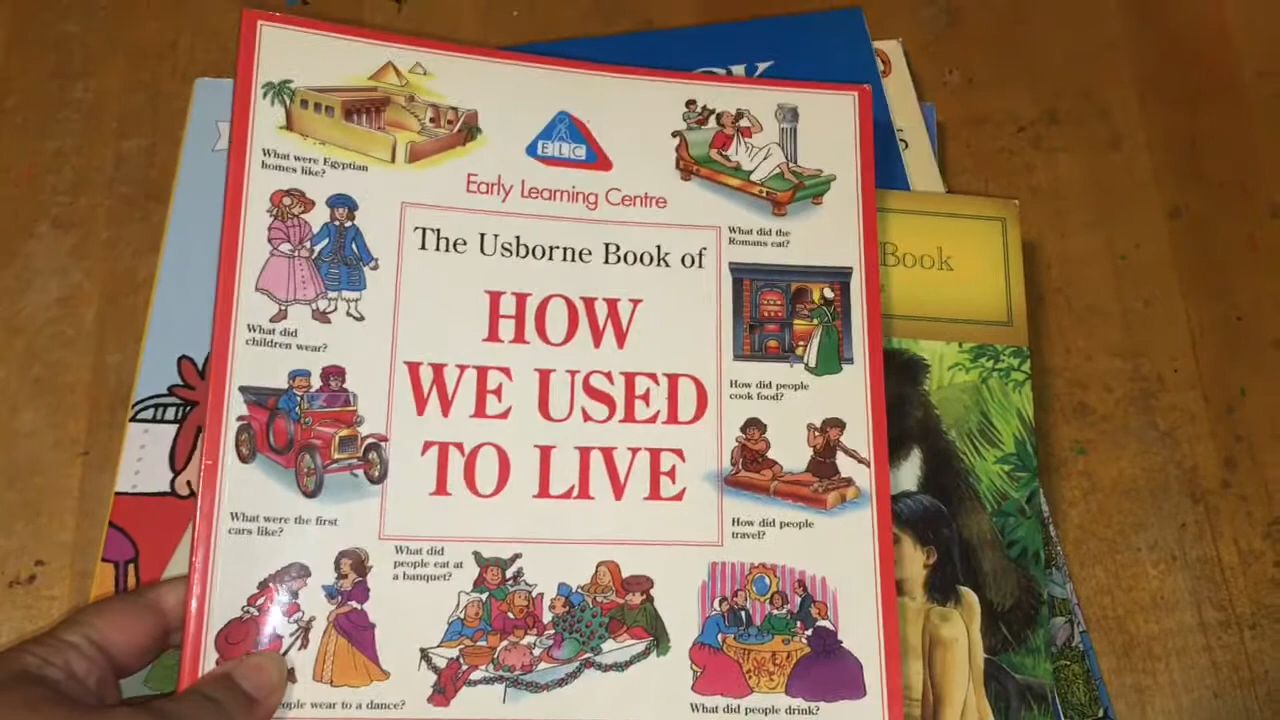 What were Egyptian
homes like?
ELC
Early Learning Centre
What did the
Romans eat?
The Usborne Book of
HOW
WE USED
TO LIVE
What did
children wear?
How did people
cook food?
What were the first
cars like?
How did people
travel?
What did
people eat at
a banquet?
wear to a dance?
What did people drink?
Book